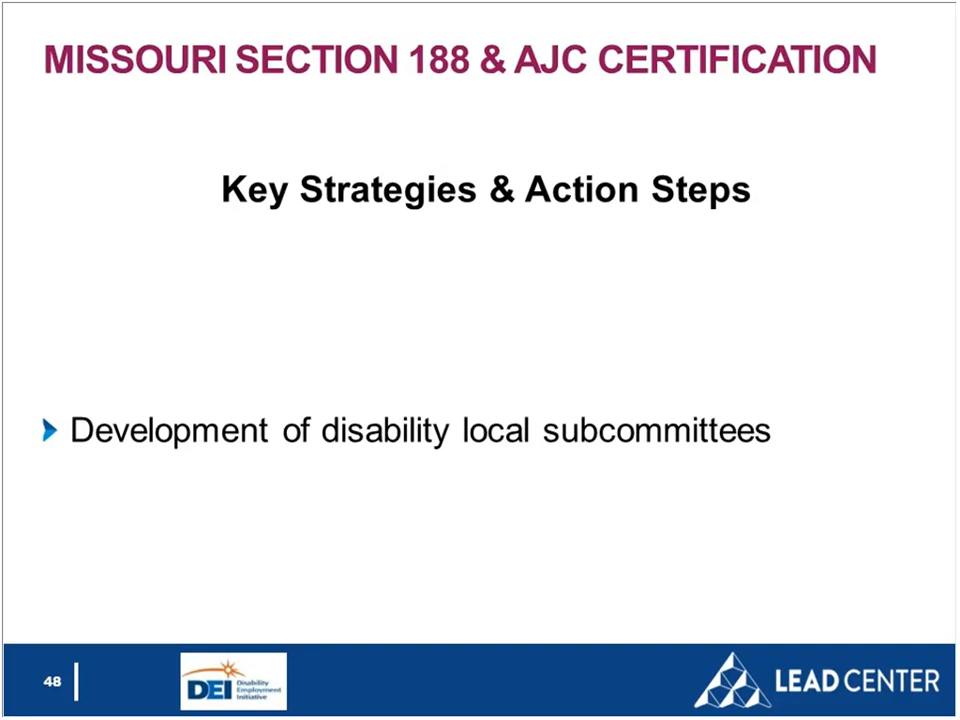 MISSOURI SECTION 188 & AJC CERTIFICATION
Key Strategies & Action Steps
Development of disability local subcommittees
48
DEI
Disability
Employment
Initiative
LEAD CENTER